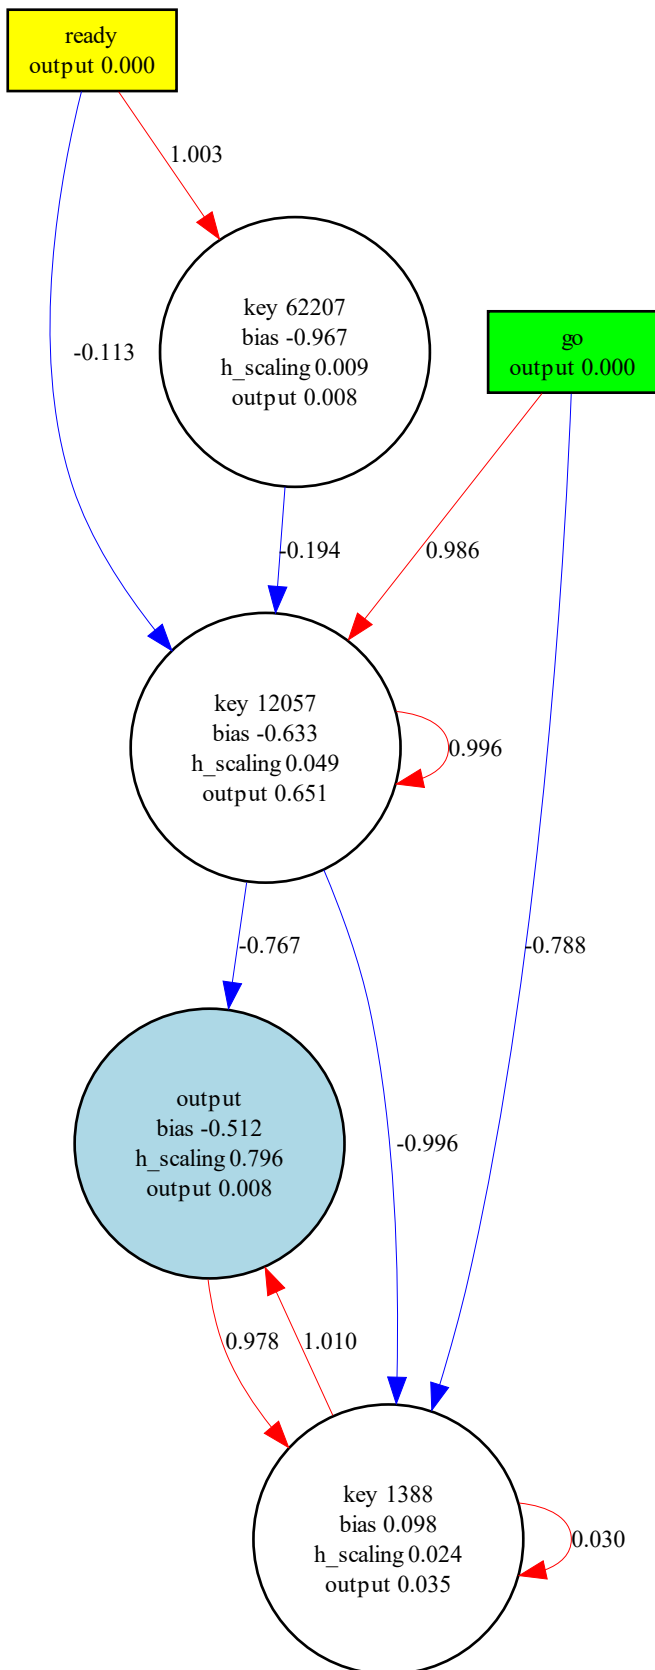 ready
output 0.000
1.003
key 62207
bias -0.967
h_scaling 0.009
output 0.008
go
output 0.000
-0.113
-0.194
0.986
key 12057
bias -0.633
h_scaling 0.049
output 0.651
0.996
-0.767
-0.788
output
bias -0.512
h_scaling 0.796
output 0.008
-0.996
0.978
1.010
key 1388
bias 0.098
h_scaling 0.024
output 0.035
0.030